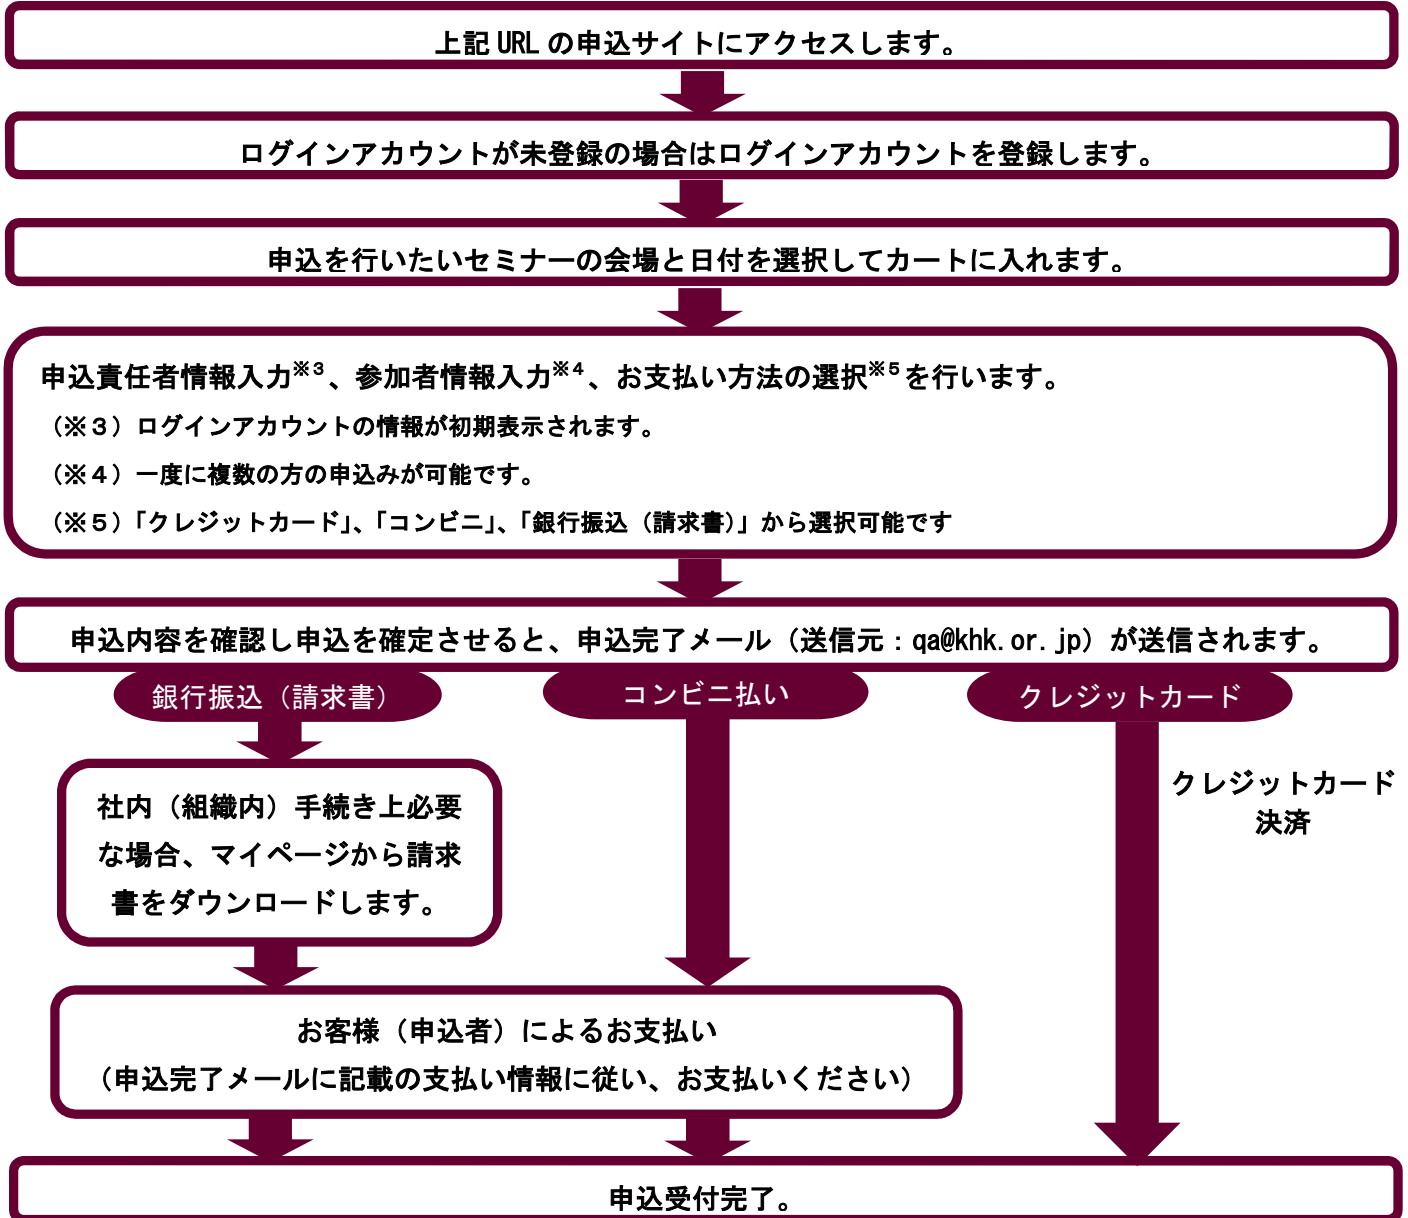 上記 URL の申込サイトにアクセスします。
ログインアカウントが未登録の場合はログインアカウントを登録します。
申込を行いたいセミナーの会場と日付を選択してカートに入れます。
申込責任者情報入力※３、参加者情報入力※４、お支払い方法の選択※５を行います。
（※３）ログインアカウントの情報が初期表示されます。
（※４）一度に複数の方の申込みが可能です。
（※５）「クレジットカード」、「コンビニ」、「銀行振込（請求書）」から選択可能です
申込内容を確認し申込を確定させると、申込完了メール（送信元：qa@khk.or.jp）が送信されます。
銀行振込（請求書）
コンビニ払い
クレジットカード
社内（組織内）手続き上必要
な場合、マイページから請求
書をダウンロードします。
クレジットカード
決済
お客様（申込者）によるお支払い
（申込完了メールに記載の支払い情報に従い、お支払いください）
申込受付完了。